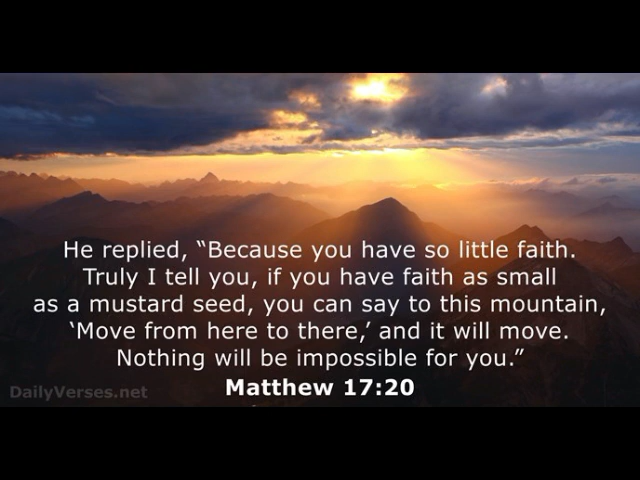 He replied, “Because you have so little faith.
Truly I tell you, if you have faith as small
as a mustard seed, you can say to this mountain,
‘Move from here to there,’ and it will move.
Nothing will be impossible for you.”
Matthew 17:20
DailyVerses.net